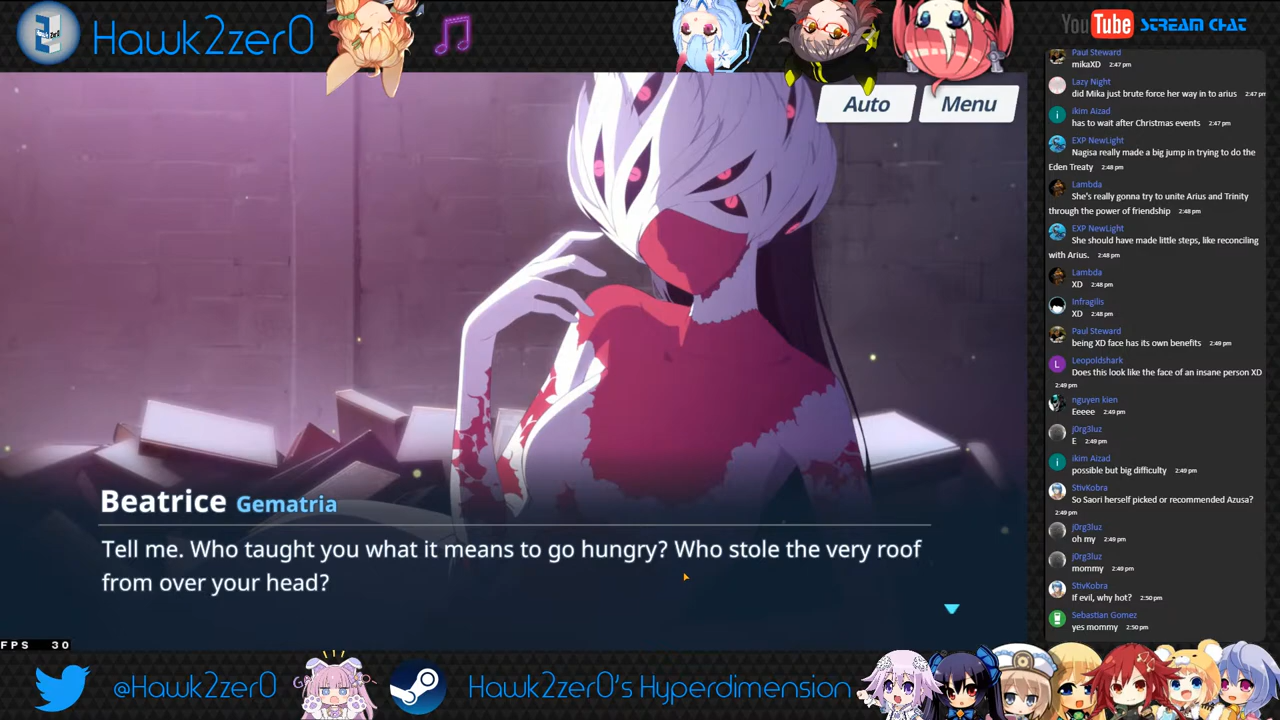 Hawk2zer0
You Tube STREAM CHAT
Auto
Menu
Beatrice Gematria
Tell me. Who taught you what it means to go hungry? Who stole the very roof
from over your head?
FPS 30
@Hawk2zer0
Hawk2zer0's Hyperdimension
Paul Steward
mikaXD 2:47 pm
Lazy Night
did Mika just brute force her way in to arius 2:47 pm
ikim Aizad
has to wait after Christmas events 2:47 pm
EXP NewLight
Nagisa really made a big jump in trying to do the
Eden Treaty 2:48 pm
Lambda
She's really gonna try to unite Arius and Trinity
through the power of friendship 2:48 pm
EXP NewLight
She should have made little steps, like reconciling
with Arius. 2:48 pm
Lambda
XD 2:48 pm
Infragilis
XD 2:48 pm
Paul Steward
being XD face has its own benefits 2:49 pm
Leopoldshark
L
Does this look like the face of an insane person XD
2:49 pm
nguyen kien
Eeeee 2:49 pm
j0rg3luz
E 2:49 pm
ikim Aizad
possible but big difficulty 2:49 pm
StivKobra
So Saori herself picked or recommended Azusa?
2:49 pm
j0rg3luz
oh my 2:49 pm
j0rg3luz
mommy 2:49 pm
StivKobra
If evil, why hot? 2:50 pm
Sebastian Gomez
yes mommy 2:50 pm